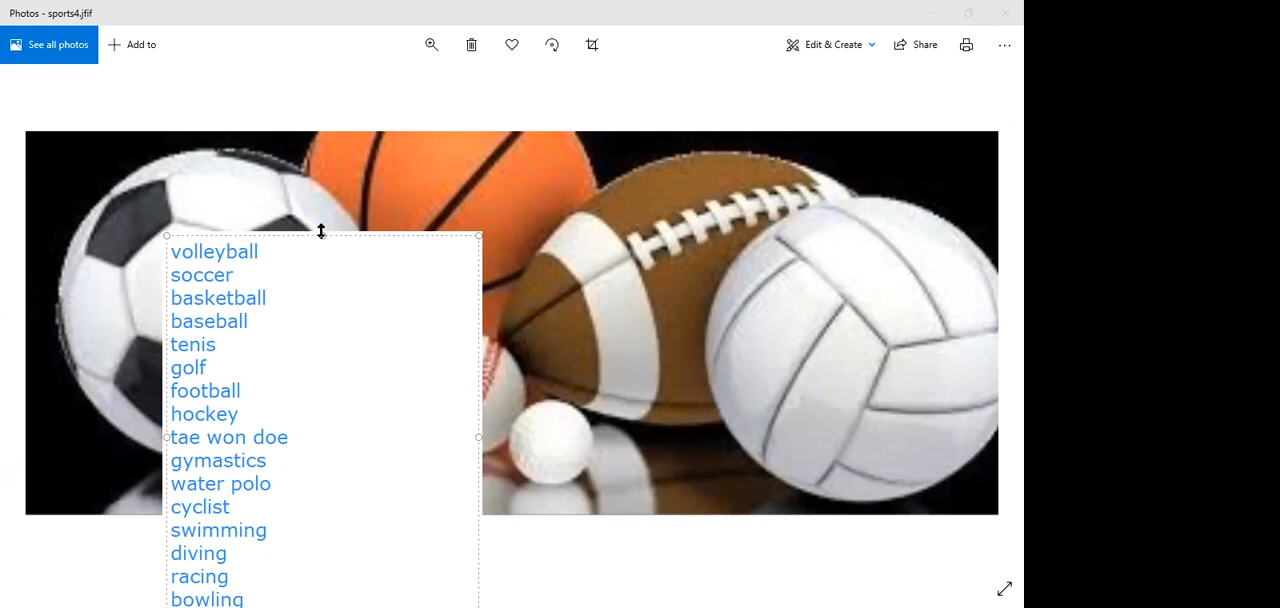 Photos - sports4.jfif
See all photos
Add to
Edit & Create
Share
volleyball
soccer
basketball
baseball
tenis
golf
football
hockey
tae won doe
gymastics
water polo
cyclist
swimming
diving
racing
bowling